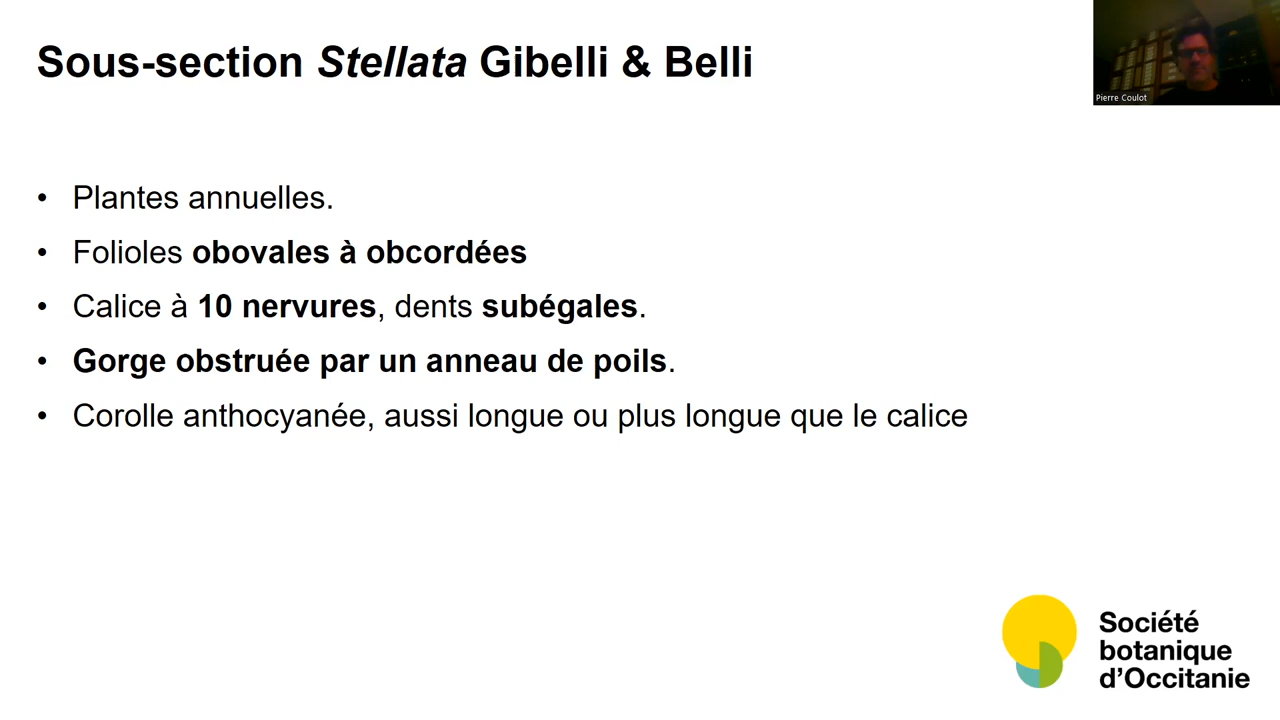 Sous-section Stellata Gibelli & Belli
Pierre Coulot
• Plantes annuelles.
• Folioles obovales à obcordées
• Calice à 10 nervures, dents subégales.
• Gorge obstruée par un anneau de poils.
• Corolle anthocyanée, aussi longue ou plus longue que le calice
Société
botanique
d’Occitanie